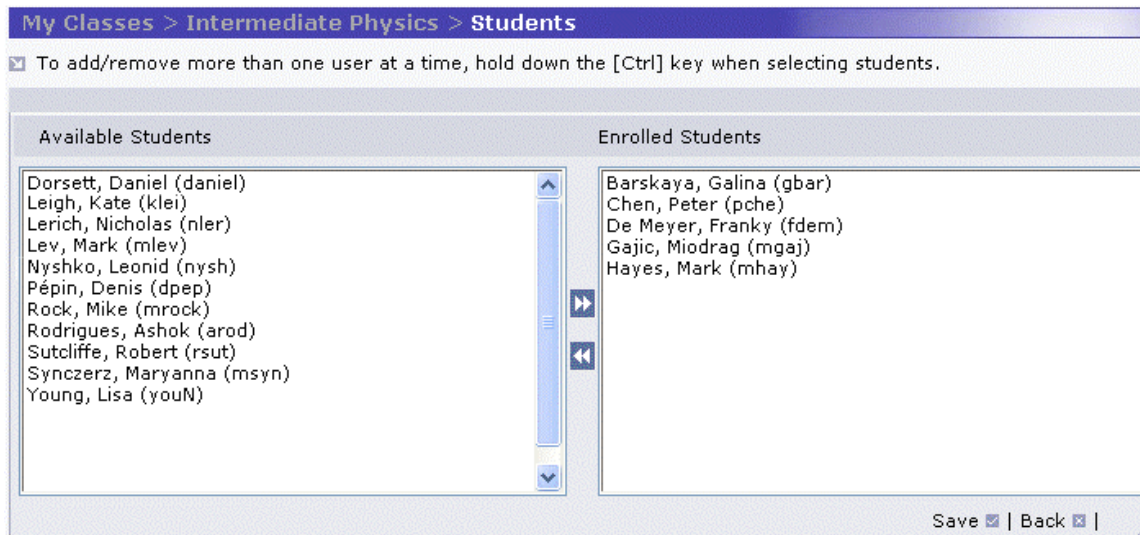 My Classes > Intermediate Physics > Students
To add/remove more than one user at a time, hold down the [Ctrl] key when selecting students.
Available Students
Dorsett, Daniel (daniel)
Leigh, Kate (klei)
Lerich, Nicholas (nler)
Lev, Mark (mlev)
Nyshko, Leonid (nysh)
Pépin, Denis (dpep)
Rock, Mike (mrock)
Rodrigues, Ashok (arod)
Sutcliffe, Robert (rsut)
Synczerz, Maryanna (msyn)
Young, Lisa (youN)
Enrolled Students
Barskaya, Galina (gbar)
Chen, Peter (pche)
De Meyer, Franky (fdem)
Gajic, Miodrag (mgaj)
Hayes, Mark (mhay)
Save | Back |